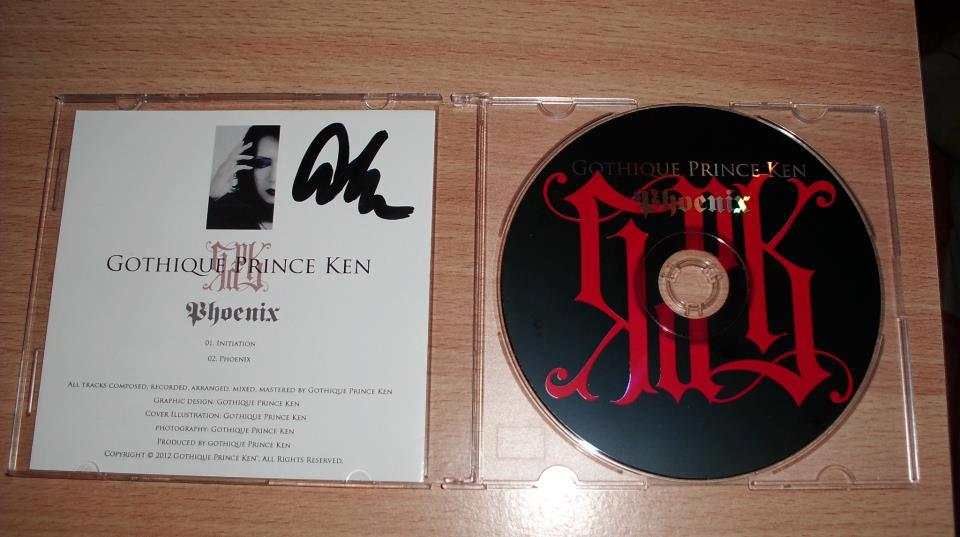 Gothique Prince Ken
Phoenix
01. Initiation
02. Phoenix
All tracks composed, recorded, arranged, mixed, mastered by Gothique Prince Ken
Graphic design: Gothique Prince Ken
Cover Illustration: Gothique Prince Ken
photography: Gothique Prince Ken
Produced by gothique Prince Ken
Copyright © 2012 Gothique Prince Ken™. All Rights Reserved.
Gothique Prince Ken
Phoenix
GPK